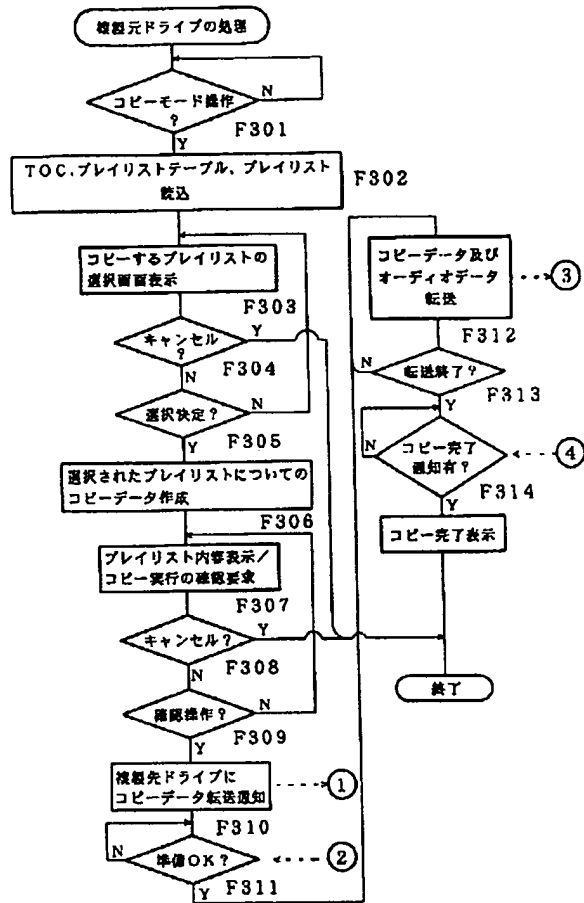 複製元ドライブの処理
コピーモード操作
?
N
Y
F301
TOC.プレイリストテーブル、プレイリスト
読込
F302
コピーするプレイリストの
選択画面表示
F303
キャンセル
?
Y
N
F304
選択決定?
N
Y
F305
選択されたプレイリストについての
コピーデータ作成
F306
プレイリスト内容表示/
コピー実行の確認要求
F307
キャンセル?
Y
N
F308
確認操作?
N
Y
F309
複製先ドライブに
コピーデータ転送通知
①
F310
準備OK?
N
②
Y
F311
コピーデータ及び
オーディオデータ
転送
③
F312
転送終了?
N
Y
F313
コピー完了
通知有?
N
④
Y
F314
コピー完了表示
終了